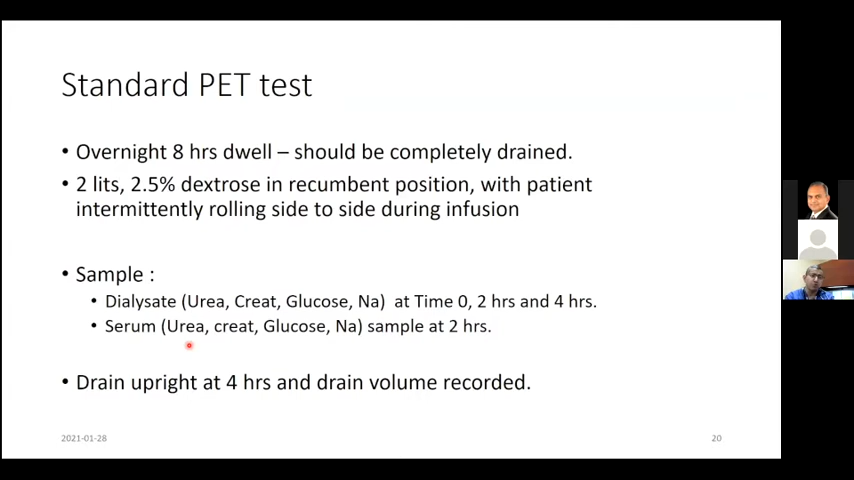 Standard PET test
• Overnight 8 hrs dwell – should be completely drained.
• 2 lits, 2.5% dextrose in recumbent position, with patient
intermittently rolling side to side during infusion
• Sample :
• Dialysate (Urea, Creat, Glucose, Na) at Time 0, 2 hrs and 4 hrs.
• Serum (Urea, creat, Glucose, Na) sample at 2 hrs.
• Drain upright at 4 hrs and drain volume recorded.
2021-01-28
20